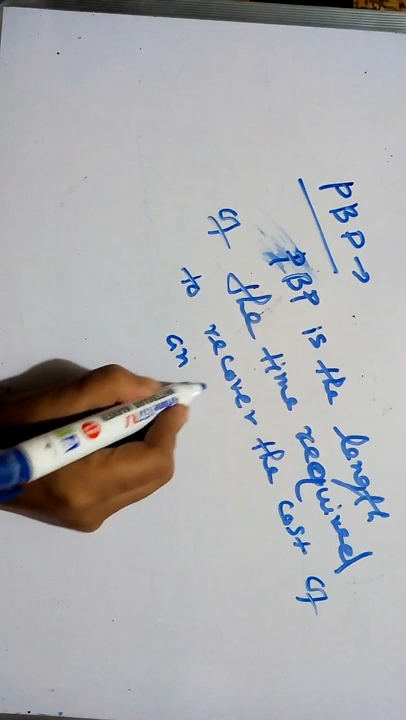 PBP →
PBP is the length
of the time required
to recover the cost of
an